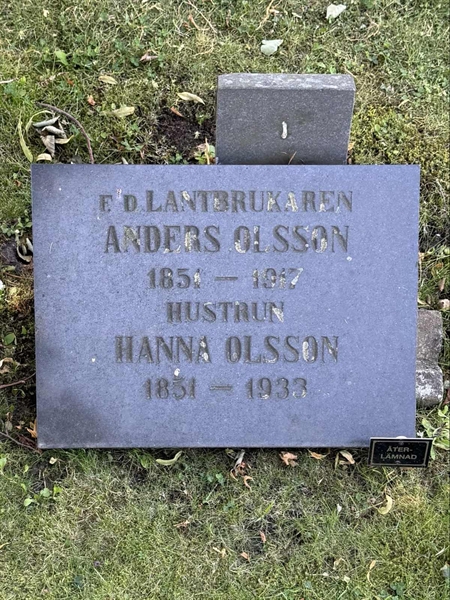 F.D. LANTBRUKAREN
ANDERS OLSSON
1851 – 1917
HUSTRUN
HANNA OLSSON
1851 – 1933
ÅTER-
LÄMNAD